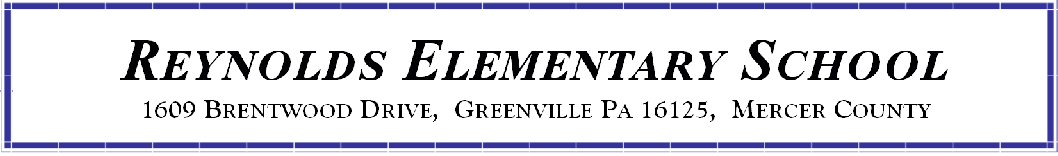 REYNOLDS ELEMENTARY SCHOOL
1609 BRENTWOOD DRIVE, GREENVILLE PA 16125, MERCER COUNTY